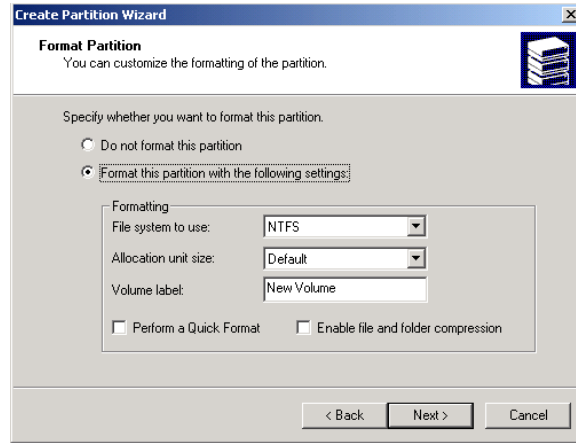 Create Partition Wizard
Format Partition
You can customize the formatting of the partition.
Specify whether you want to format this partition.
Do not format this partition
Format this partition with the following settings:
Formatting
File system to use: NTFS
Allocation unit size: Default
Volume label: New Volume
Perform a Quick Format Enable file and folder compression
< Back Next > Cancel